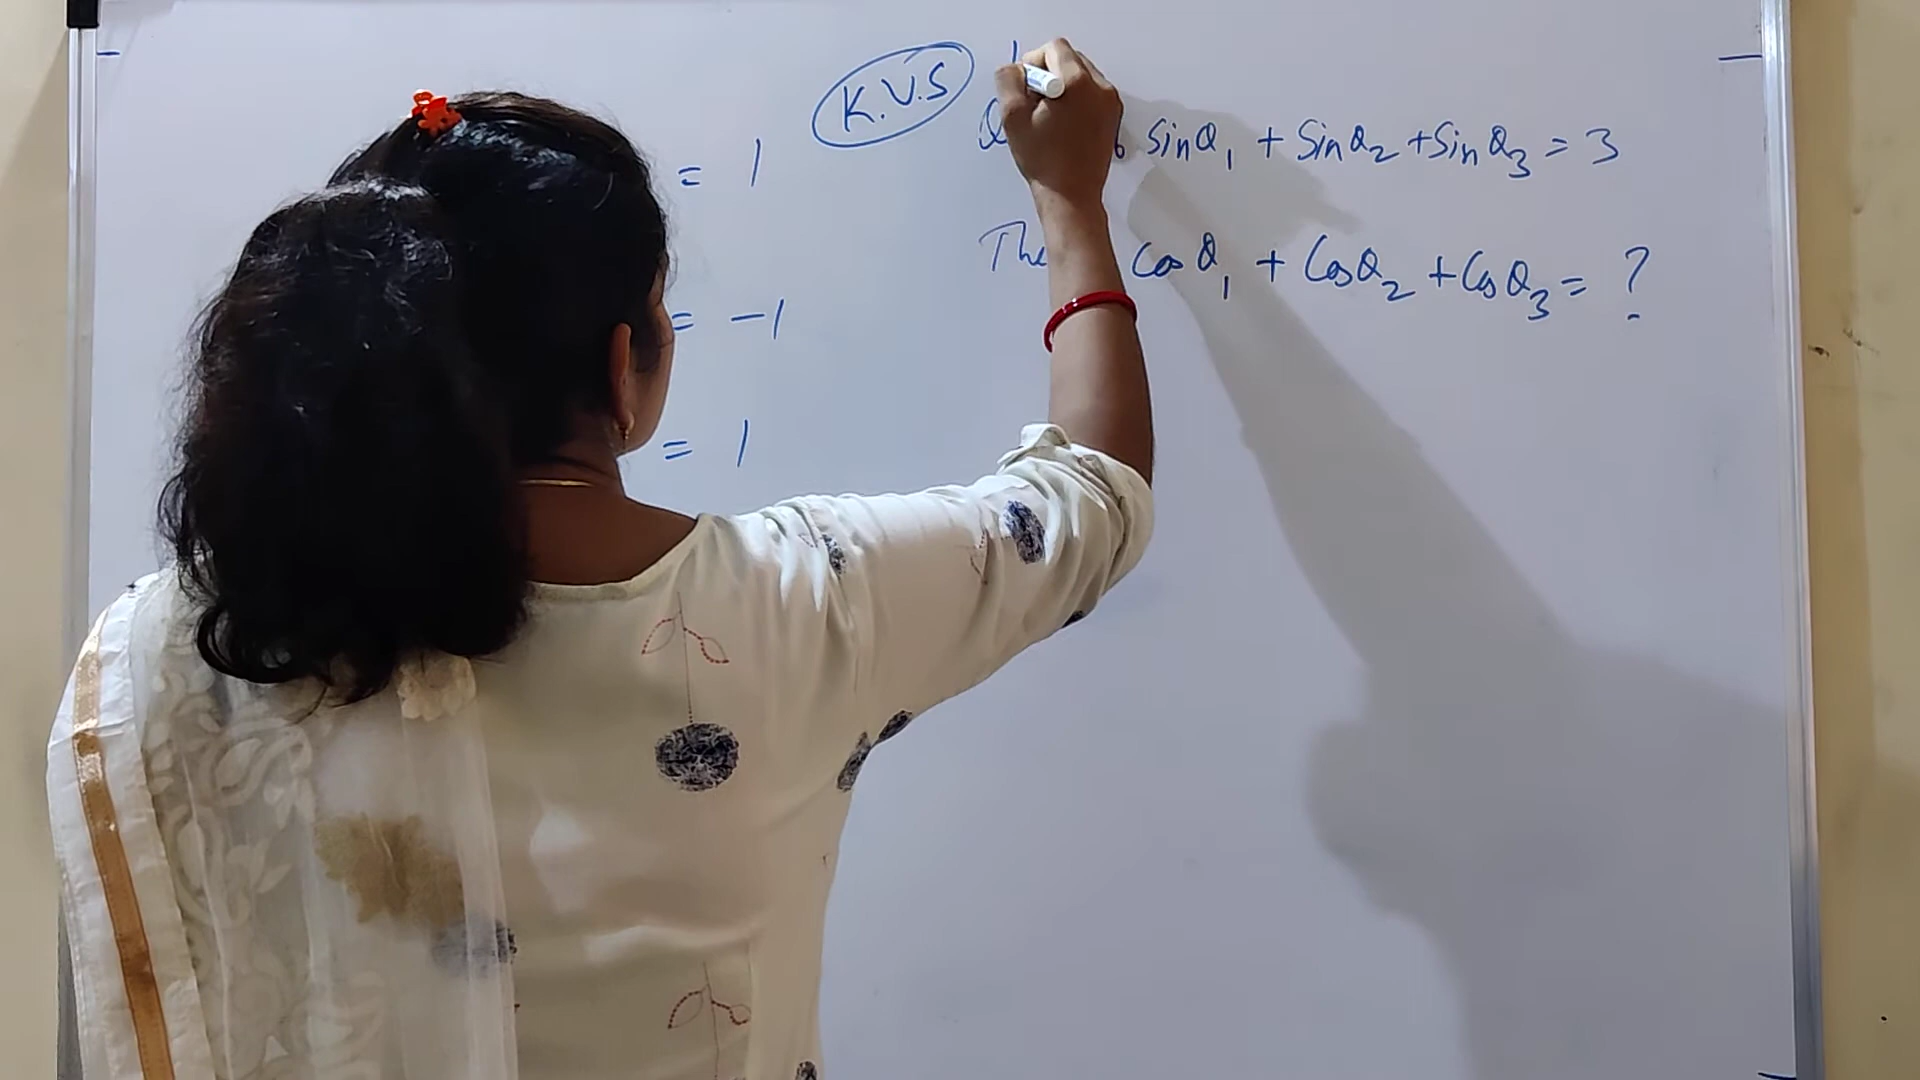 = 1
= -1
= 1
K.V.S
Sinθ₁ + Sinθ₂ + Sinθ₃ = 3
Cosθ₁ + Cosθ₂ + Cosθ₃ = ?